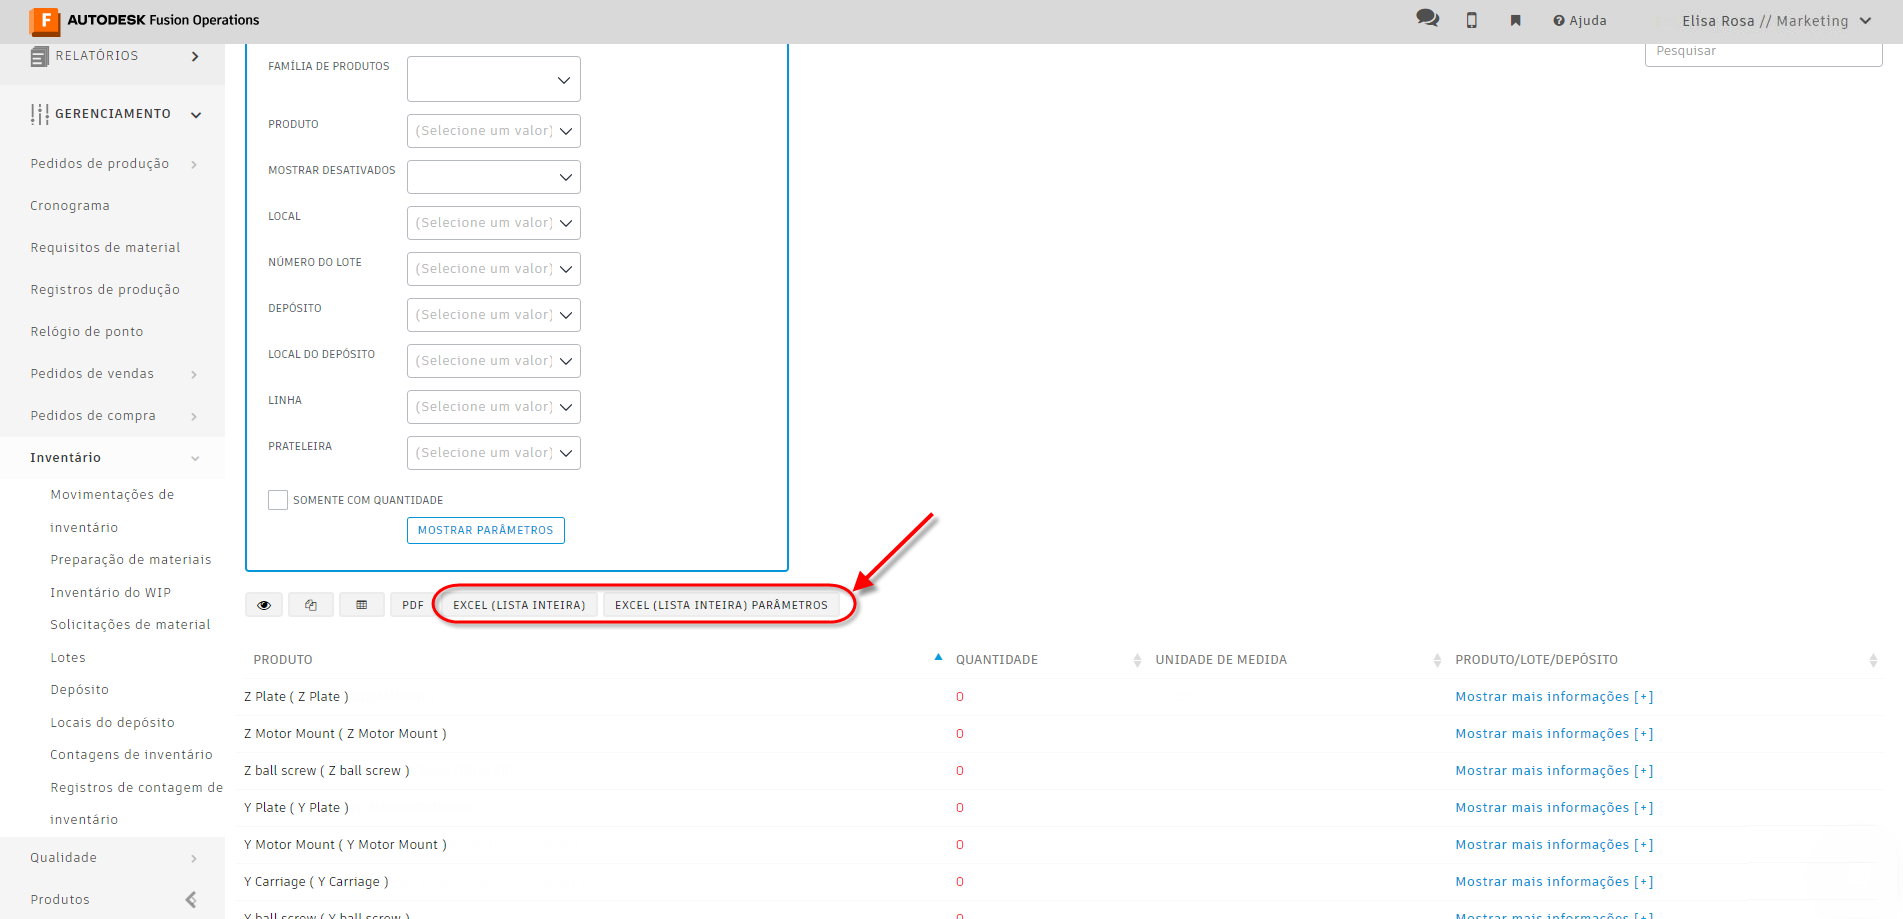 F AUTODESK Fusion Operations
Ajuda
Elisa Rosa // Marketing
RELATÓRIOS
GERENCIAMENTO
Pedidos de produção
Cronograma
Requisitos de material
Registros de produção
Relógio de ponto
Pedidos de vendas
Pedidos de compra
Inventário
Movimentações de
inventário
Preparação de materiais
Inventário do WIP
Solicitações de material
Lotes
Depósito
Locais do depósito
Contagens de inventário
Registros de contagem de
inventário
Qualidade
Produtos
Pesquisar
FAMÍLIA DE PRODUTOS
PRODUTO (Selecione um valor)
MOSTRAR DESATIVADOS
LOCAL (Selecione um valor)
NÚMERO DO LOTE (Selecione um valor)
DEPÓSITO (Selecione um valor)
LOCAL DO DEPÓSITO (Selecione um valor)
LINHA (Selecione um valor)
PRATELEIRA (Selecione um valor)
SOMENTE COM QUANTIDADE
MOSTRAR PARÂMETROS
PDF EXCEL (LISTA INTEIRA) EXCEL (LISTA INTEIRA) PARÂMETROS
PRODUTO QUANTIDADE UNIDADE DE MEDIDA PRODUTO/LOTE/DEPÓSITO
Z Plate ( Z Plate ) 0 Mostrar mais informações [+]
Z Motor Mount ( Z Motor Mount ) 0 Mostrar mais informações [+]
Z ball screw ( Z ball screw ) 0 Mostrar mais informações [+]
Y Plate ( Y Plate ) 0 Mostrar mais informações [+]
Y Motor Mount ( Y Motor Mount ) 0 Mostrar mais informações [+]
Y Carriage ( Y Carriage ) 0 Mostrar mais informações [+]
Y ball screw ( Y ball screw ) 0 Mostrar mais informações [+]